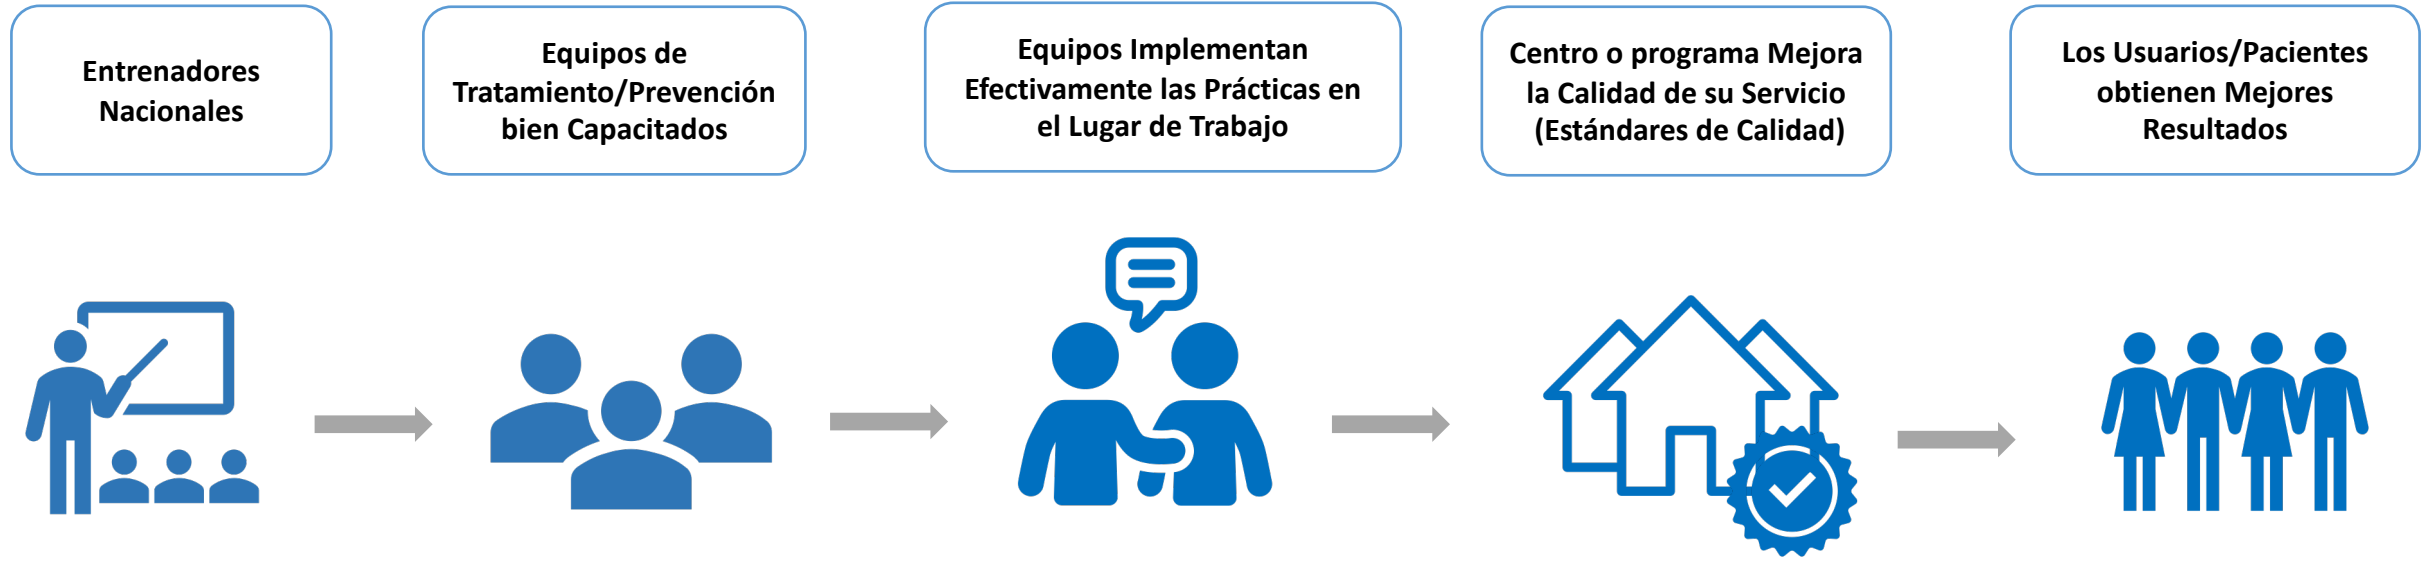 Entrenadores
Nacionales
Equipos de
Tratamiento/Prevención
bien Capacitados
Equipos Implementan
Efectivamente las Prácticas en
el Lugar de Trabajo
Centro o programa Mejora
la Calidad de su Servicio
(Estándares de Calidad)
Los Usuarios/Pacientes
obtienen Mejores
Resultados